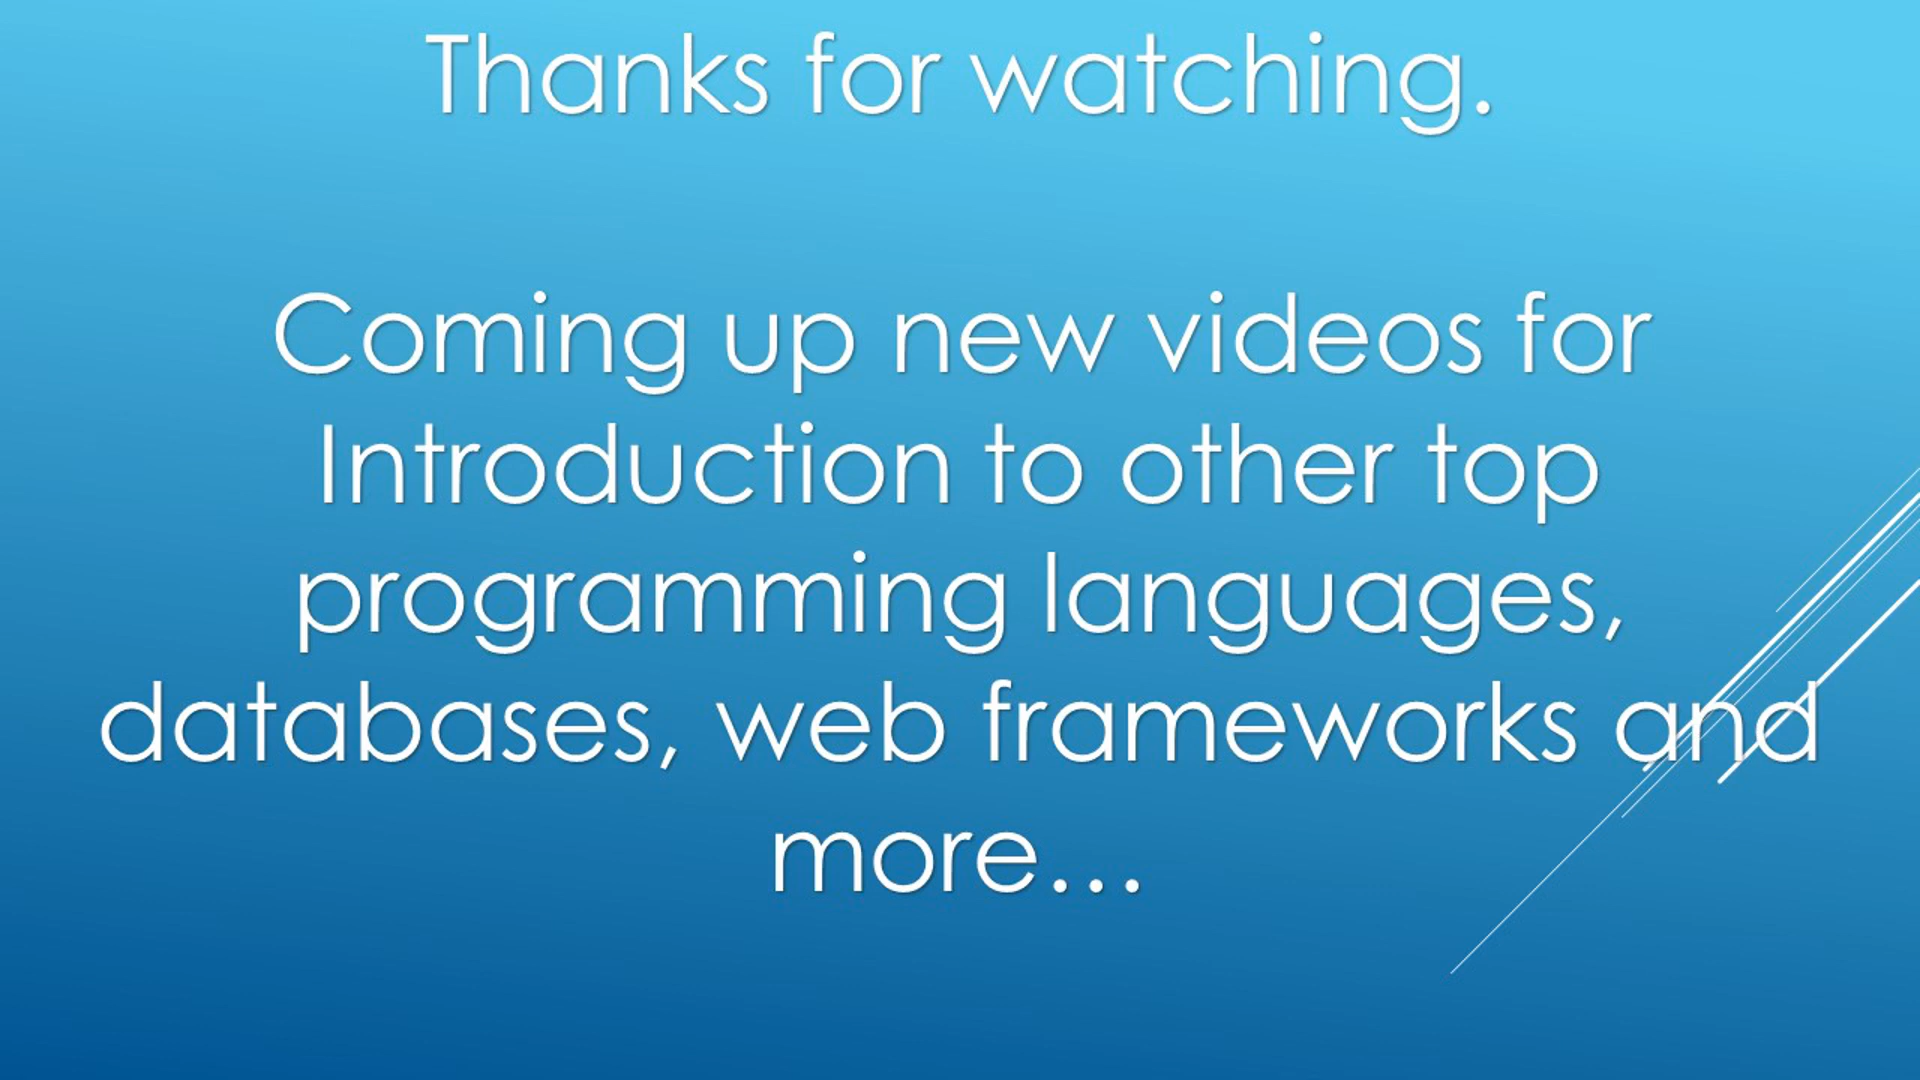 Thanks for watching.
Coming up new videos for
Introduction to other top
programming languages,
databases, web frameworks and
more...